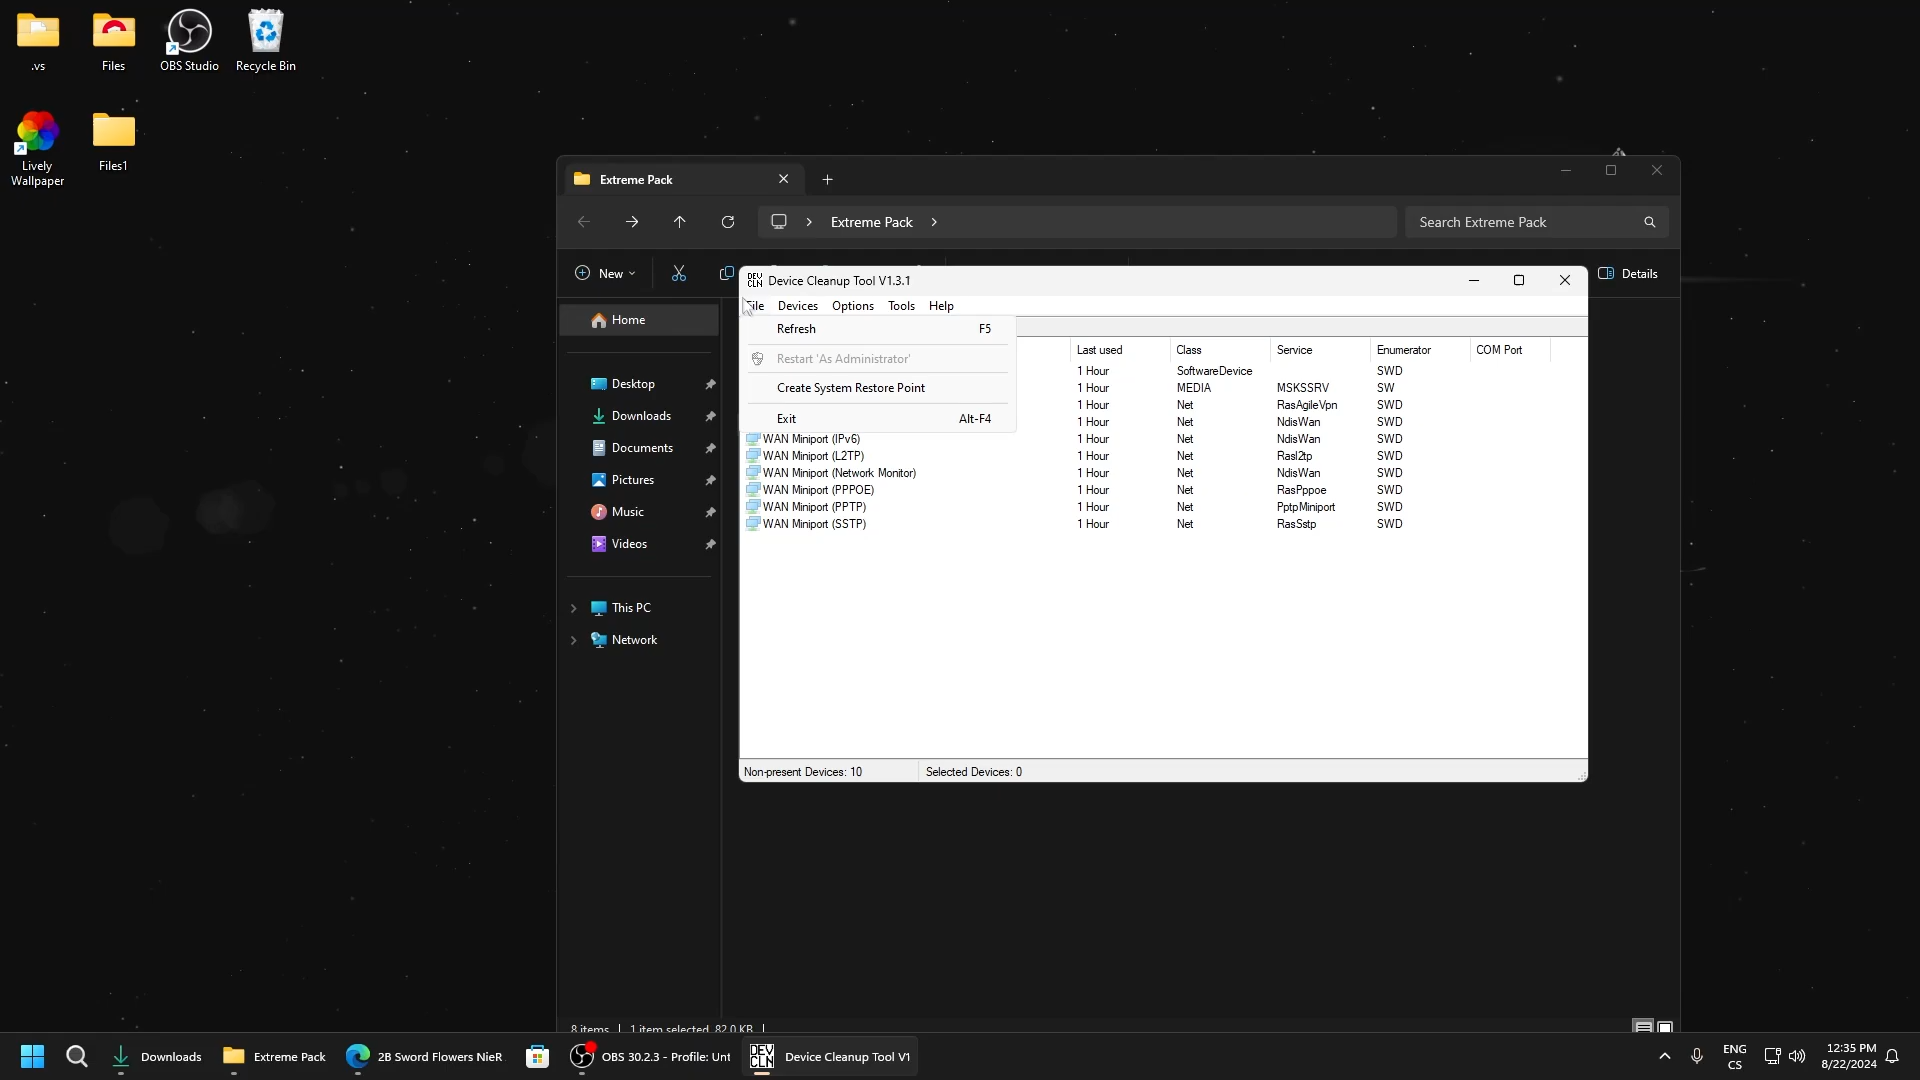 .vs
Files
OBS Studio
Recycle Bin
Lively
Wallpaper
Files1
Extreme Pack
Extreme Pack
Search Extreme Pack
New
Details
DEV
CLN
Device Cleanup Tool V1.3.1
File Devices Options Tools Help
Home
Desktop
Downloads
Documents
Pictures
Music
Videos
This PC
Network
Refresh F5
Restart 'As Administrator'
Create System Restore Point
Exit Alt-F4
Last used Class Service Enumerator COM Port
1 Hour SoftwareDevice SWD
1 Hour MEDIA MSKSSRV SW
1 Hour Net RasAgileVpn SWD
1 Hour Net NdisWan SWD
WAN Miniport (IPv6) 1 Hour Net NdisWan SWD
WAN Miniport (L2TP) 1 Hour Net Rasl2tp SWD
WAN Miniport (Network Monitor) 1 Hour Net NdisWan SWD
WAN Miniport (PPPOE) 1 Hour Net RasPppoe SWD
WAN Miniport (PPTP) 1 Hour Net PptpMiniport SWD
WAN Miniport (SSTP) 1 Hour Net RasSstp SWD
Non-present Devices: 10 Selected Devices: 0
8 items 1 item selected 82.0 KB
Downloads
Extreme Pack
2B Sword Flowers NieR
OBS 30.2.3 - Profile: Unt
DEV
CLN
Device Cleanup Tool V1
ENG
CS
12:35 PM
8/22/2024